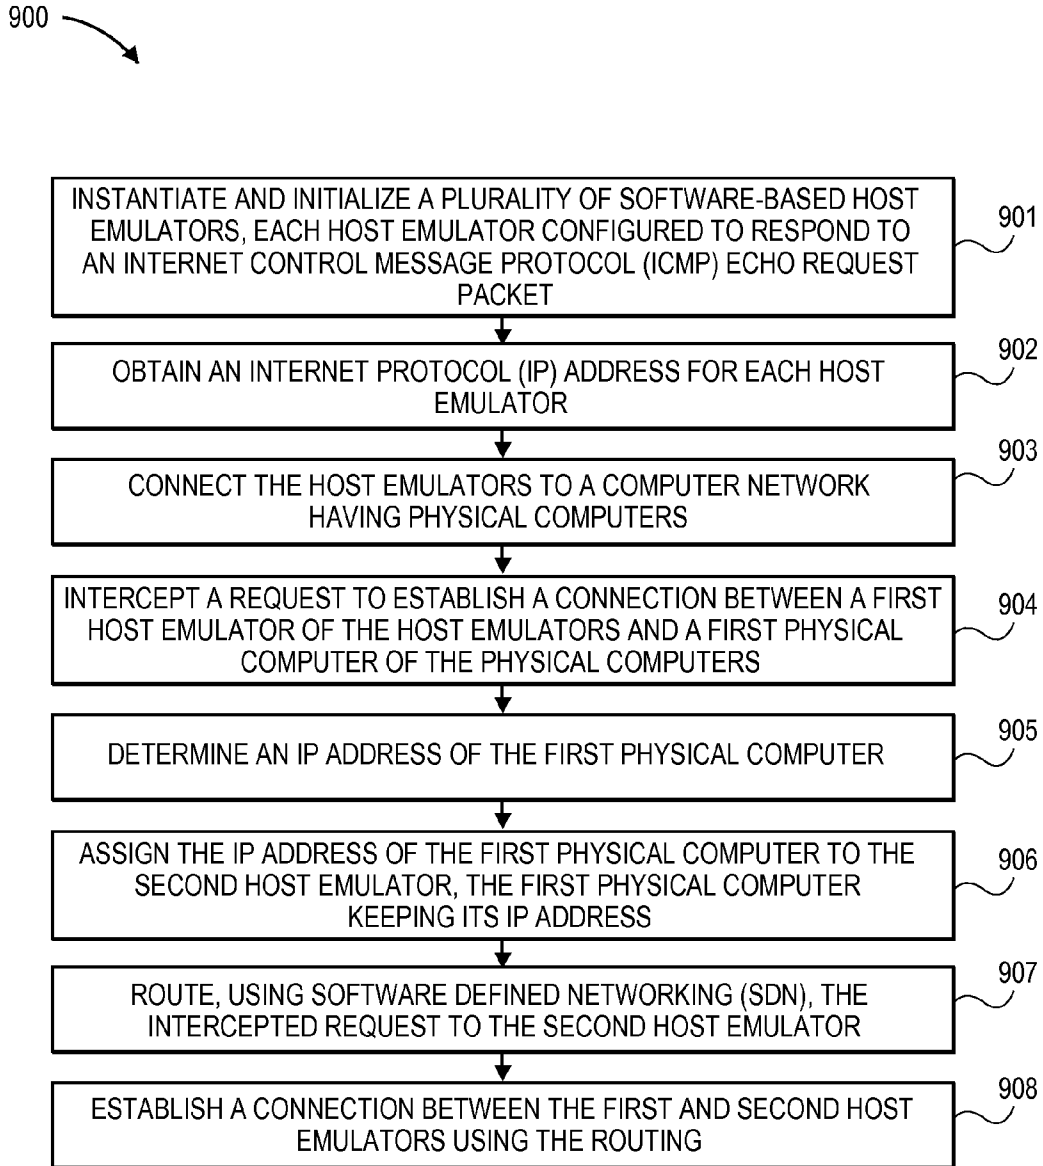 900
INSTANTIATE AND INITIALIZE A PLURALITY OF SOFTWARE-BASED HOST
EMULATORS, EACH HOST EMULATOR CONFIGURED TO RESPOND TO
AN INTERNET CONTROL MESSAGE PROTOCOL (ICMP) ECHO REQUEST
PACKET
901
OBTAIN AN INTERNET PROTOCOL (IP) ADDRESS FOR EACH HOST
EMULATOR
902
CONNECT THE HOST EMULATORS TO A COMPUTER NETWORK
HAVING PHYSICAL COMPUTERS
903
INTERCEPT A REQUEST TO ESTABLISH A CONNECTION BETWEEN A FIRST
HOST EMULATOR OF THE HOST EMULATORS AND A FIRST PHYSICAL
COMPUTER OF THE PHYSICAL COMPUTERS
904
DETERMINE AN IP ADDRESS OF THE FIRST PHYSICAL COMPUTER
905
ASSIGN THE IP ADDRESS OF THE FIRST PHYSICAL COMPUTER TO THE
SECOND HOST EMULATOR, THE FIRST PHYSICAL COMPUTER
KEEPING ITS IP ADDRESS
906
ROUTE, USING SOFTWARE DEFINED NETWORKING (SDN), THE
INTERCEPTED REQUEST TO THE SECOND HOST EMULATOR
907
ESTABLISH A CONNECTION BETWEEN THE FIRST AND SECOND HOST
EMULATORS USING THE ROUTING
908